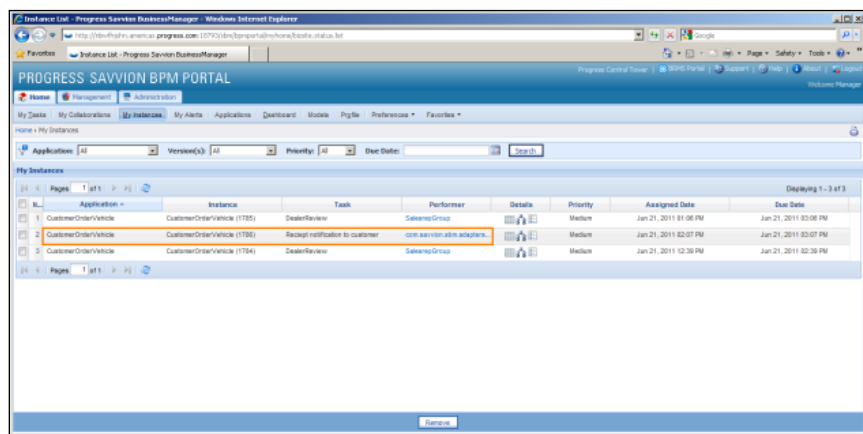 Instance List - Progress Savvion BusinessManager - Windows Internet Explorer
Google
Favorites Instance List - Progress Savvion BusinessManager Page Safety Tools
PROGRESS SAVVION BPM PORTAL
Progress Control Tower | BPMS Portal | Support | Help | About | Logout
Welcome Manager
Home Management Administration
My Tasks My Collaborations My Instances My Alerts Applications Dashboard Models Profile Preferences Favorites
Home » My Instances
Application: All Version(s): All Priority: All Due Date: Search
My Instances
Pages 1 of 1 Displaying 1 - 3 of 3
Application Instance Task Performer Details Priority Assigned Date Due Date
1 CustomerOrderVehicle CustomerOrderVehicle (1785) DealerReview SalesrepGroup Medium Jun 21, 2011 01:06 PM Jun 21, 2011 03:06 PM
2 CustomerOrderVehicle CustomerOrderVehicle (1786) Reciept notification to customer com.savvion.sbm.adapters... Medium Jun 21, 2011 02:07 PM Jun 21, 2011 03:07 PM
3 CustomerOrderVehicle CustomerOrderVehicle (1784) DealerReview SalesrepGroup Medium Jun 21, 2011 12:39 PM Jun 21, 2011 02:39 PM
Pages 1 of 1
Remove